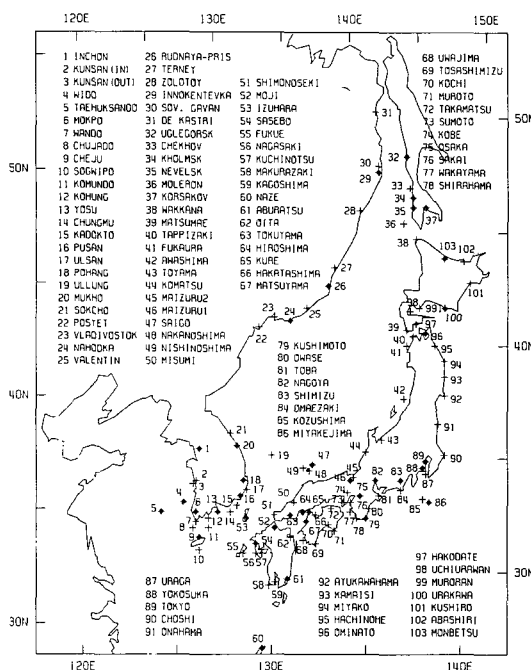 120E 130E 140E 150E
1 INCHON
2 KUNSAN(IN)
3 KUNSAN(OUT)
4 WIDO
5 TAEHUKSANDO
6 MOKPO
7 WANDO
8 CHUJADO
9 CHEJU
10 SOGWIPO
11 KOMUNDO
12 KOHUNG
13 YOSU
14 CHUNGMU
15 KADOKTO
16 PUSAN
17 ULSAN
18 POHANG
19 ULLUNG
20 MUKHO
21 SOKCHO
22 POSYET
23 VLADIVOSTOK
24 NAHODKA
25 VALENTIN
26 RUDNAYA-PRIS
27 TERNEY
28 ZOLOTOY
29 INNOKENTEVKA
30 SOV. GAVAN
31 DE KASTRI
32 UGLEGORSK
33 CHEKHOV
34 KHOLMSK
35 NEVELSK
36 MOLERON
37 KORSAKOV
38 WAKKANA
39 MATSUMAE
40 TAPPIZAKI
41 FUKAURA
42 AWASHIMA
43 TOYAMA
44 KOMATSU
45 MAIZURU2
46 MAIZURU1
47 SAIGO
48 NAKANOSHIMA
49 NISHINOSHIMA
50 MISUMI
51 SHIMONOSEKI
52 MOJI
53 IZUHARA
54 SASEBO
55 FUKUE
56 NAGASAKI
57 KUCHINOTSU
58 MAKURAZAKI
59 KAGOSHIMA
60 NAZE
61 ABURATSU
62 OITA
63 TOKUYAMA
64 HIROSHIMA
65 KURE
66 MAKATASHIMA
67 MATSUYAMA
68 UWAJIMA
69 TOSASHIMIZU
70 KOCHI
71 MUROTO
72 TAKAMATSU
73 SUMOTO
74 KOBE
75 OSAKA
76 SAKAI
77 WAKAYAMA
78 SHIRAHAMA
79 KUSHIMOTO
80 OWASE
81 TOBA
82 NAGOYA
83 SHIMIZU
84 OMAEZAKI
85 KOZUSHIMA
86 MIYAKEJIMA
87 URAGA
88 YOKOSUKA
89 TOKYO
90 CHOSHI
91 ONAHAMA
92 AYUKAWAHAMA
93 KAMAISI
94 MIYAKO
95 HACHINOHE
96 OMINATO
97 HAKODATE
98 UCHIURAWAN
99 MURORAN
100 URAKAWA
101 KUSHIRO
102 ABASHIRI
103 MONBETSU
50N 50N
40N 40N
30N 30N
120E 130E 140E